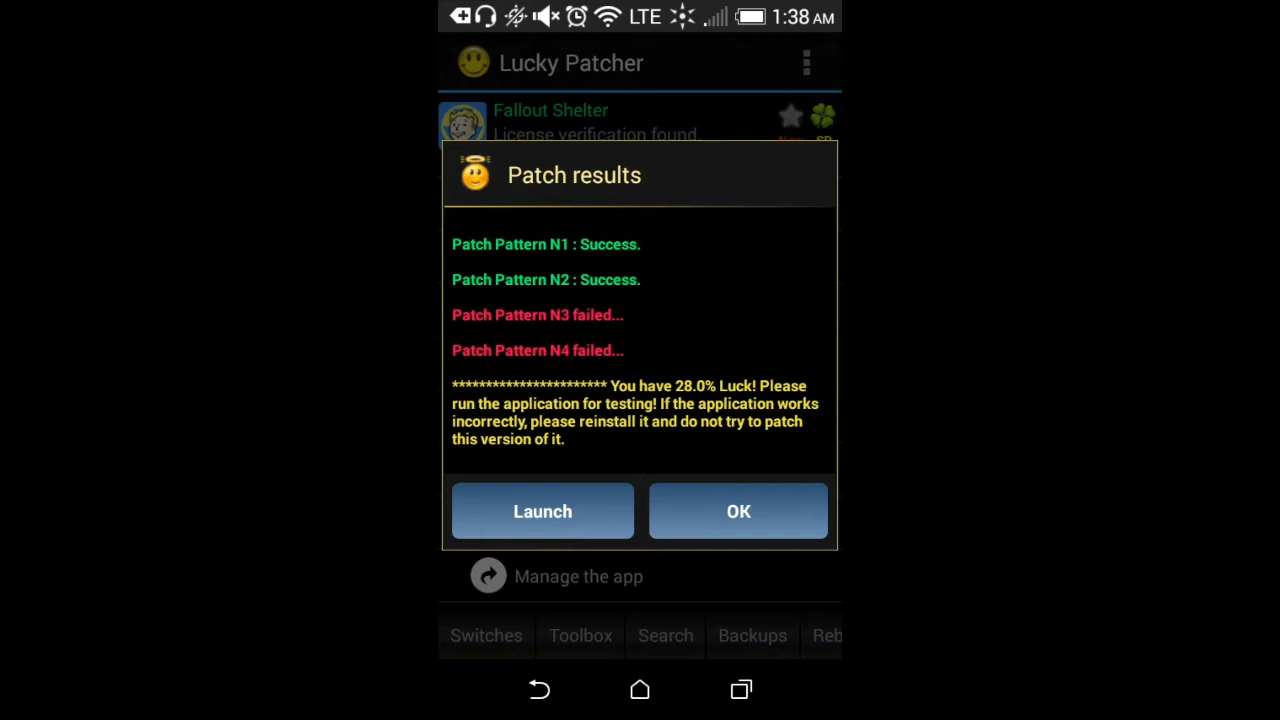 LTE 1:38 AM
Lucky Patcher
Fallout Shelter
License verification found.
Patch results
Patch Pattern N1 : Success.
Patch Pattern N2 : Success.
Patch Pattern N3 failed...
Patch Pattern N4 failed...
*********************** You have 28.0% Luck! Please
run the application for testing! If the application works
incorrectly, please reinstall it and do not try to patch
this version of it.
Launch OK
Manage the app
Switches Toolbox Search Backups Reb